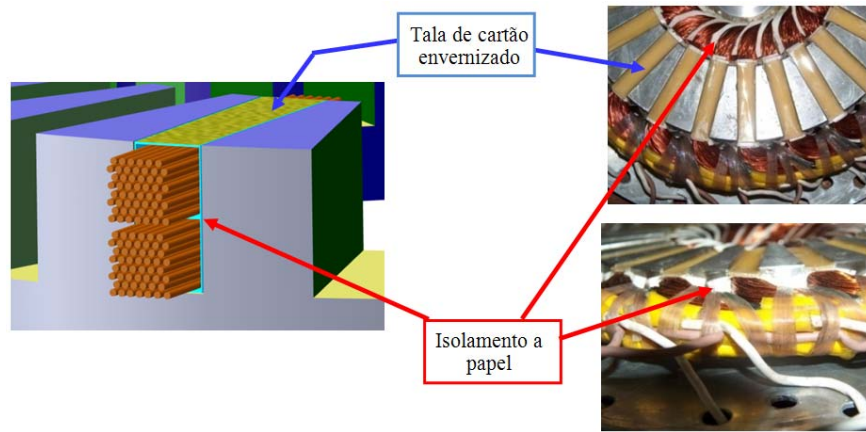 Tala de cartão
envernizado
Isolamento a
papel